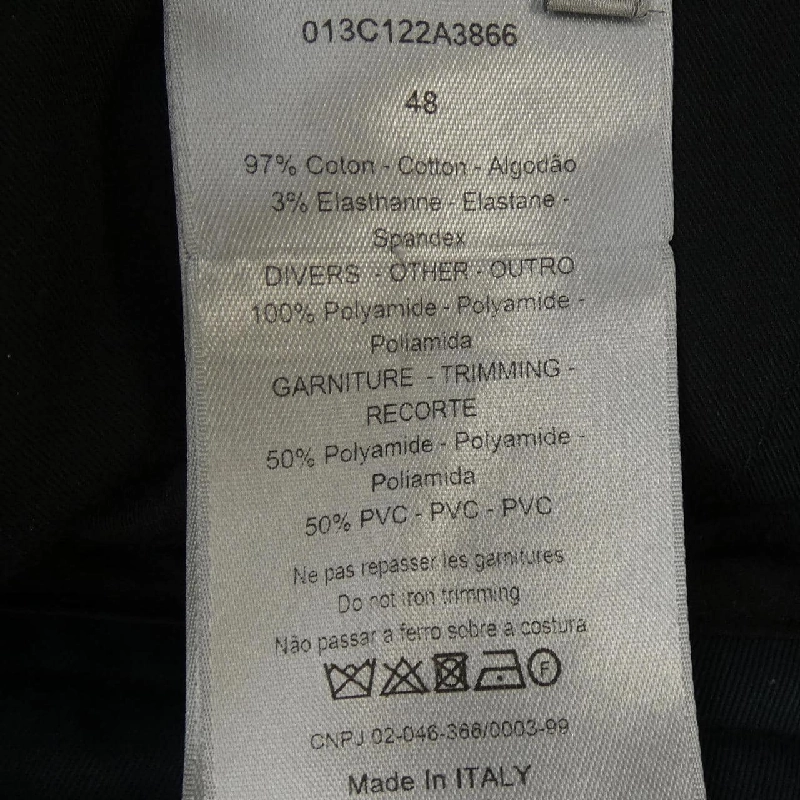 013C122A3866
48
97% Coton - Cotton - Algodão
3% Elasthanne - Elastane -
Spandex
DIVERS - OTHER - OUTRO
100% Polyamide - Polyamide -
Poliamida
GARNITURE - TRIMMING -
RECORTE
50% Polyamide - Polyamide -
Poliamida
50% PVC - PVC - PVC
Ne pas repasser les garnitures
Do not iron trimming
Não passar a ferro sobre a costura
F
CNPJ 02-046-366/0003-99
Made In ITALY